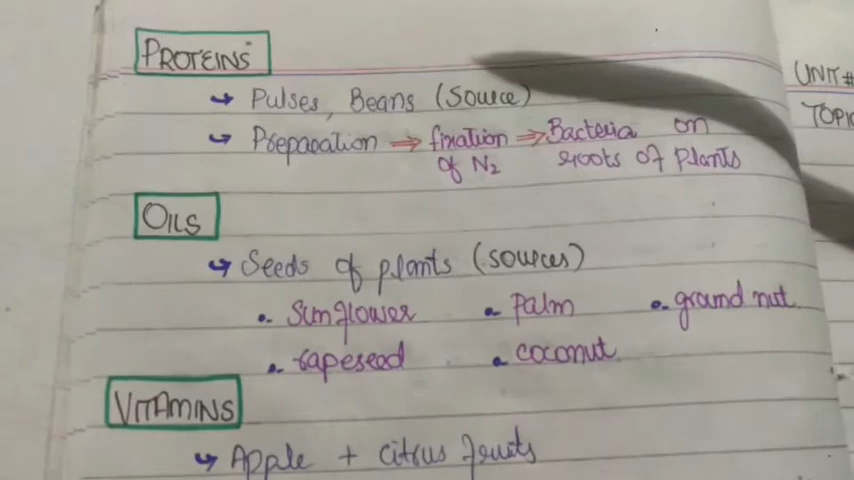 PROTEINS
→ Pulses, Beans (Source)
→ Preparation ⇒ fixation of N2 ⇒ Bacteria on roots of plants
OILS
→ Seeds of plants (sources)
• Sunflower • Palm • ground nut
• rapeseed • coconut
VITAMINS
→ Apple + citrus fruits
UNIT #
TOPIC